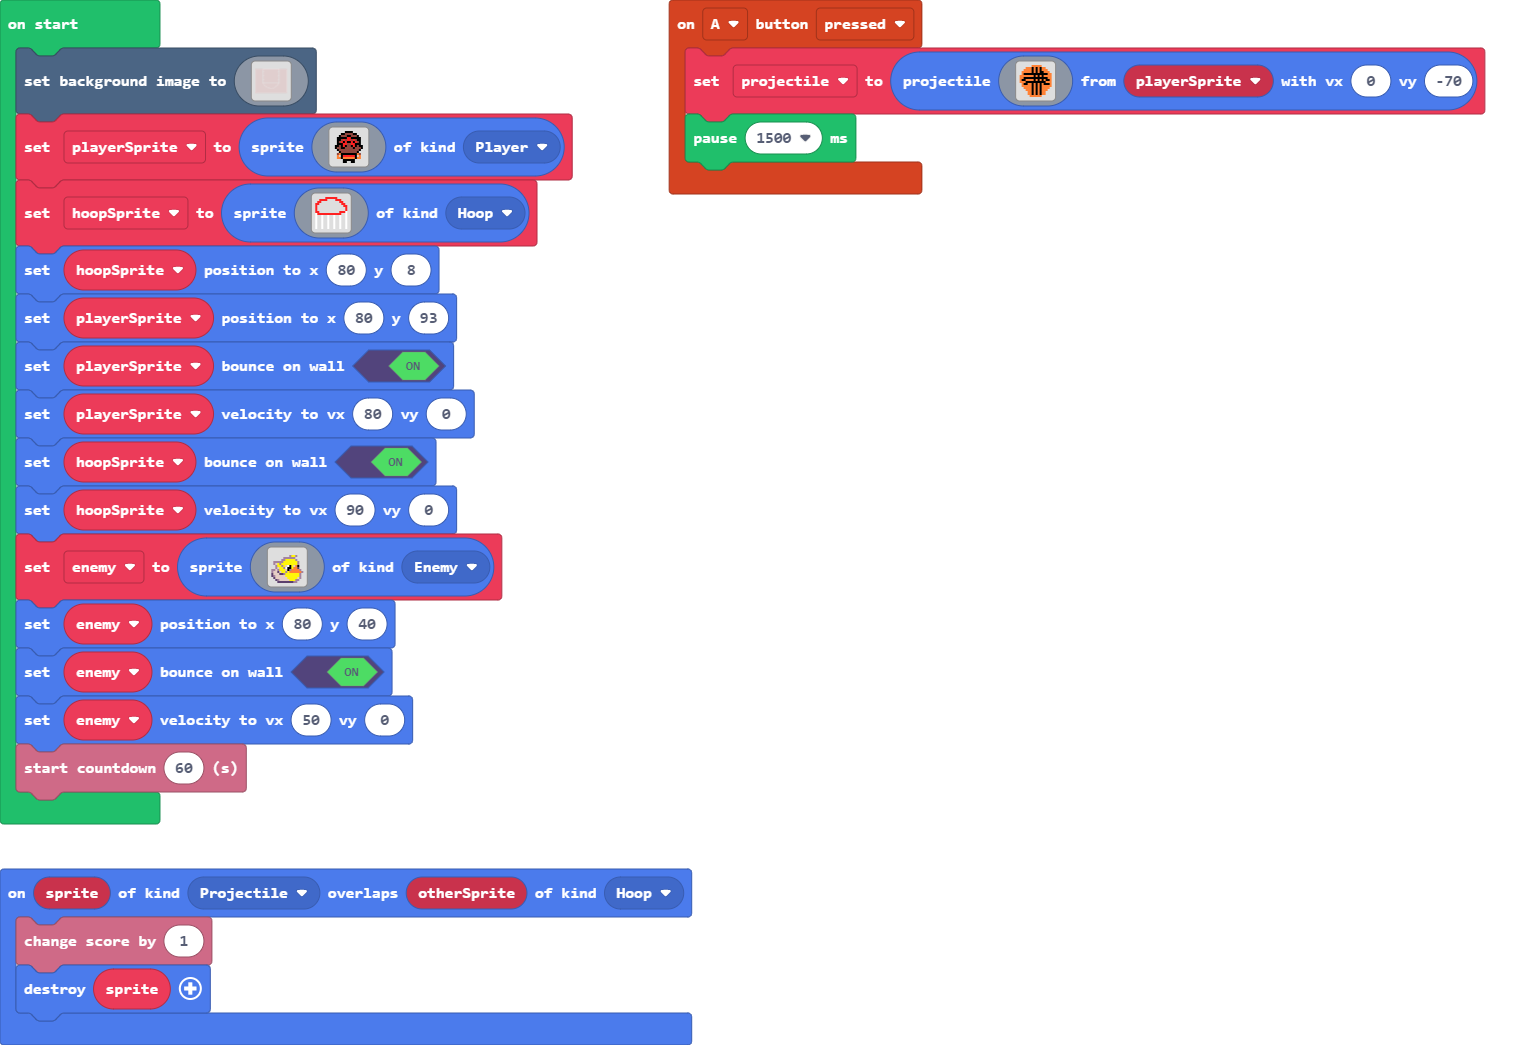 on start
set background image to
set playerSprite to sprite of kind Player
set hoopSprite to sprite of kind Hoop
set hoopSprite position to x 80 y 8
set playerSprite position to x 80 y 93
set playerSprite bounce on wall ON
set playerSprite velocity to vx 80 vy 0
set hoopSprite bounce on wall ON
set hoopSprite velocity to vx 90 vy 0
set enemy to sprite of kind Enemy
set enemy position to x 80 y 40
set enemy bounce on wall ON
set enemy velocity to vx 50 vy 0
start countdown 60 (s)
on A button pressed
set projectile to projectile from playerSprite with vx 0 vy -70
pause 1500 ms
on sprite of kind Projectile overlaps otherSprite of kind Hoop
change score by 1
destroy sprite